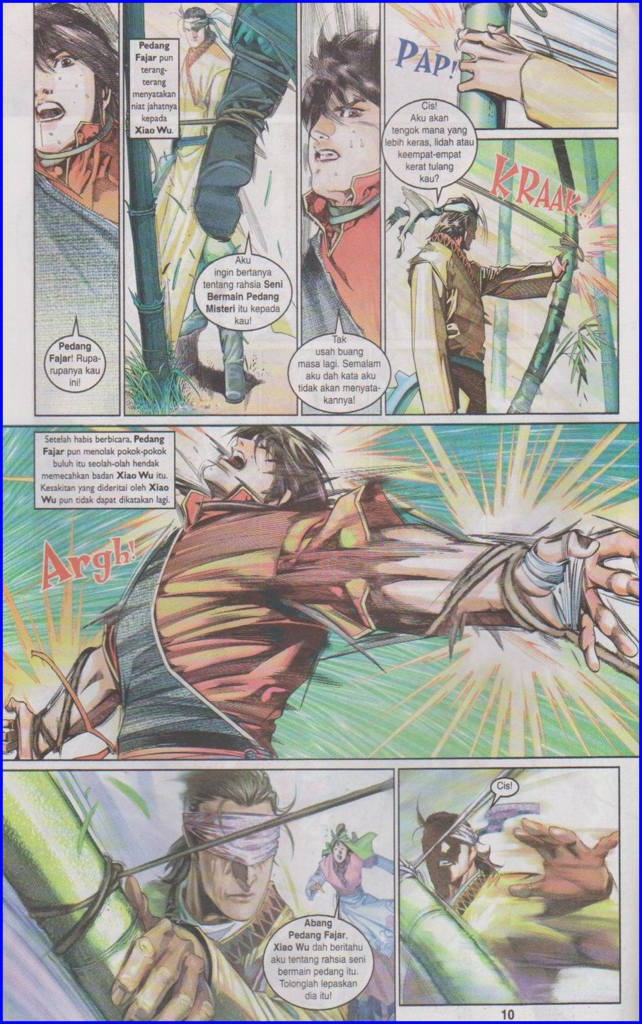 Pedang
Fajar! Rupa-
rupanya kau
ini!
Pedang
Fajar pun
terang-
terang
menyatakan
niat jahatnya
kepada
Xiao Wu.
Aku
ingin bertanya
tentang rahsia Seni
Bermain Pedang
Misteri itu kepada
kau!
Tak
usah buang
masa lagi. Semalam
aku dah kata aku
tidak akan menyata-
kannya!
PAP!
Cis!
Aku akan
tengok mana yang
lebih keras, lidah atau
keempat-empat
kerat tulang
kau?
KRAAK...
Setelah habis berbicara, Pedang
Fajar pun menolak pokok-pokok
buluh itu seolah-olah hendak
memecahkan badan Xiao Wu itu.
Kesakitan yang dideritai oleh Xiao
Wu pun tidak dapat dikatakan lagi.
Argh!
Abang
Pedang Fajar,
Xiao Wu dah beritahu
aku tentang rahsia seni
bermain pedang itu.
Tolonglah lepaskan
dia itu!
Cis!
10